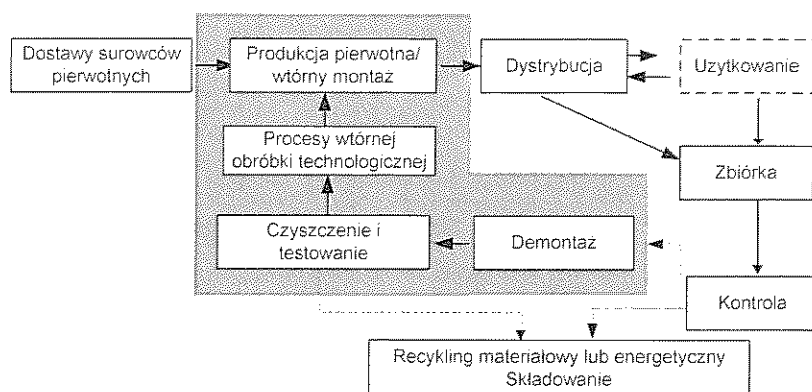 Dostawy surowców
pierwotnych
Produkcja pierwotna/
wtórny montaż
Dystrybucja
Uzytkowanie
Procesy wtórnej
obróbki technologicznej
Zbiórka
Czyszczenie i
testowanie
Demontaż
Kontrola
Recykling materiałowy lub energetyczny
Składowanie